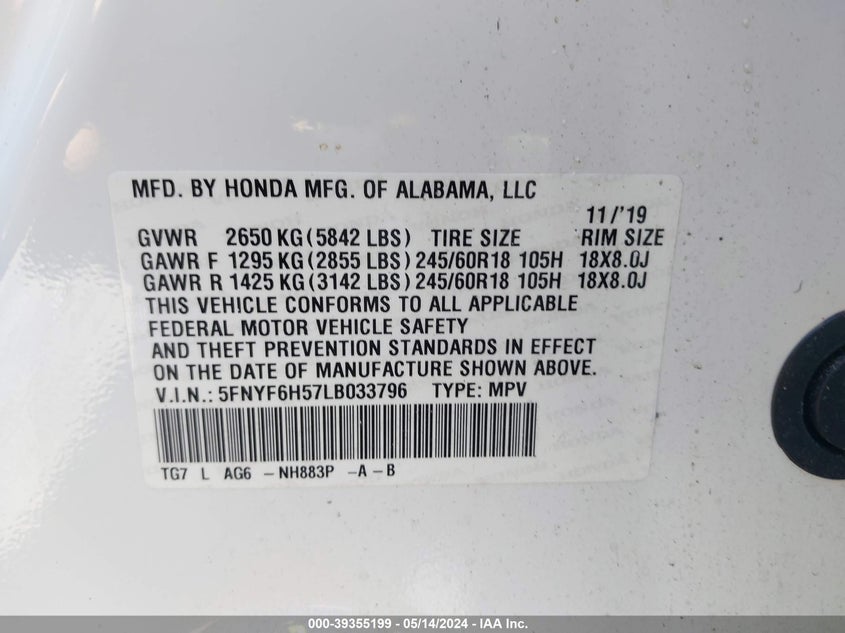 MFD. BY HONDA MFG. OF ALABAMA, LLC
11/'19
GVWR 2650 KG(5842 LBS) TIRE SIZE RIM SIZE
GAWR F 1295 KG(2855 LBS) 245/60R18 105H 18X8.0J
GAWR R 1425 KG(3142 LBS) 245/60R18 105H 18X8.0J
THIS VEHICLE CONFORMS TO ALL APPLICABLE
FEDERAL MOTOR VEHICLE SAFETY
AND THEFT PREVENTION STANDARDS IN EFFECT
ON THE DATE OF MANUFACTURE SHOWN ABOVE.
V.I.N.: 5FNYF6H57LB033796 TYPE: MPV
TG7 L AG6 - NH883P -A-B
000-39355199 - 05/14/2024 - IAA Inc.